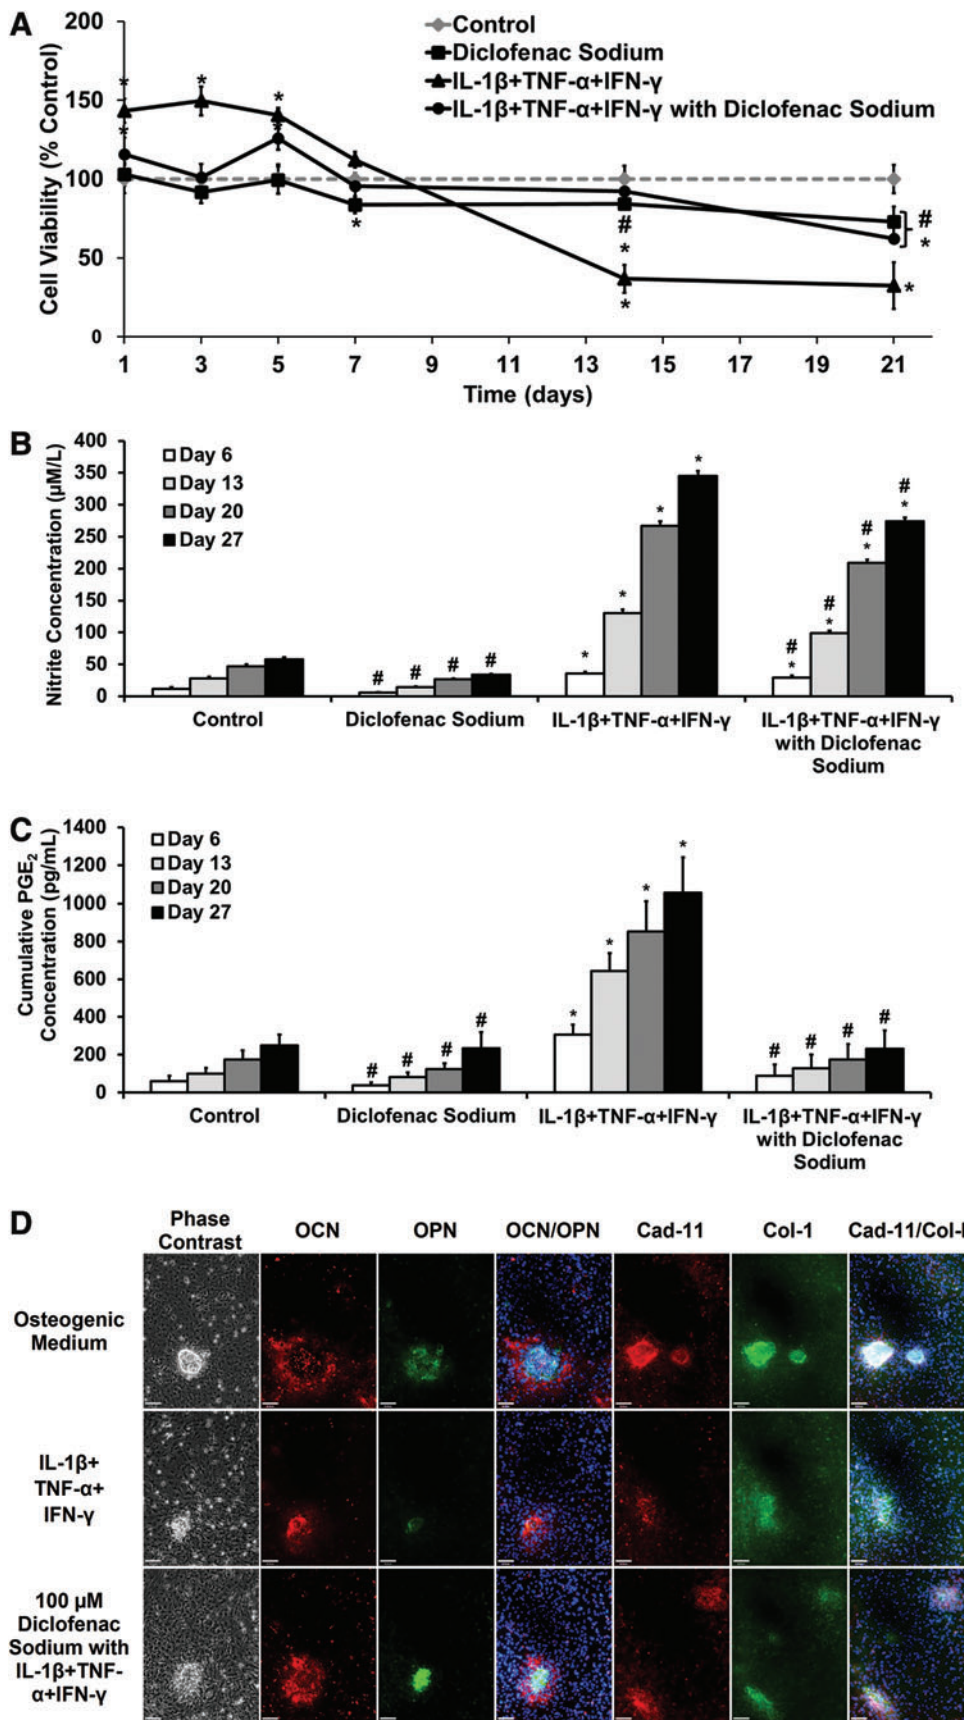 A
200
150
100
50
0
Cell Viability (% Control)
Control
Diclofenac Sodium
IL-1β+TNF-α+IFN-γ
IL-1β+TNF-α+IFN-γ with Diclofenac Sodium
* * * * * * # * * # * *
1 3 5 7 9 11 13 15 17 19 21
Time (days)
B
400
350
300
250
200
150
100
50
0
Nitrite Concentration (µM/L)
Day 6
Day 13
Day 20
Day 27
# # # # * * * * # * # * # * # *
Control Diclofenac Sodium IL-1β+TNF-α+IFN-γ IL-1β+TNF-α+IFN-γ
with Diclofenac
Sodium
C
1400
1200
1000
800
600
400
200
0
Cumulative PGE2
Concentration (pg/mL)
Day 6
Day 13
Day 20
Day 27
# # # # * * * * # # # #
Control Diclofenac Sodium IL-1β+TNF-α+IFN-γ IL-1β+TNF-α+IFN-γ
with Diclofenac
Sodium
D
Phase
Contrast
OCN OPN OCN/OPN Cad-11 Col-1 Cad-11/Col-I
Osteogenic
Medium
IL-1β+
TNF-α+
IFN-γ
100 µM
Diclofenac
Sodium with
IL-1β+TNF-
α+IFN-γ